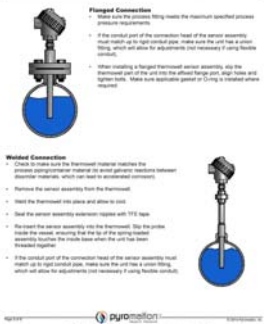 Flanged Connection
- Make sure the process fitting meets the maximum specified process
pressure requirements.
- If the conduit port of the connection head of the sensor assembly
must match up to rigid conduit pipe, make sure the unit has a union
fitting, which will allow for adjustments (not necessary if using flexible
conduit).
- When installing a flanged thermowell sensor assembly, slip the
thermowell part of the unit into the affixed flange port, align holes and
tighten bolts. Make sure applicable gasket or O-ring is installed where
required.
Welded Connection
- Check to make sure the thermowell material matches the
process piping/container material (to avoid galvanic reactions between
dissimilar materials, which can lead to accelerated corrosion).
- Remove the sensor assembly from the thermowell.
- Weld the thermowell into place and allow to cool.
- Seal the sensor assembly extension nipples with TFE tape.
- Re-insert the sensor assembly into the thermowell. Slip the probe
inside the vessel, ensuring that the tip of the spring loaded
assembly touches the inside base when the unit has been
threaded together.
- If the conduit port of the connection head of the sensor assembly must
match up to rigid conduit pipe, make sure the unit has a union fitting,
which will allow for adjustments (not necessary if using flexible conduit).
pyromation